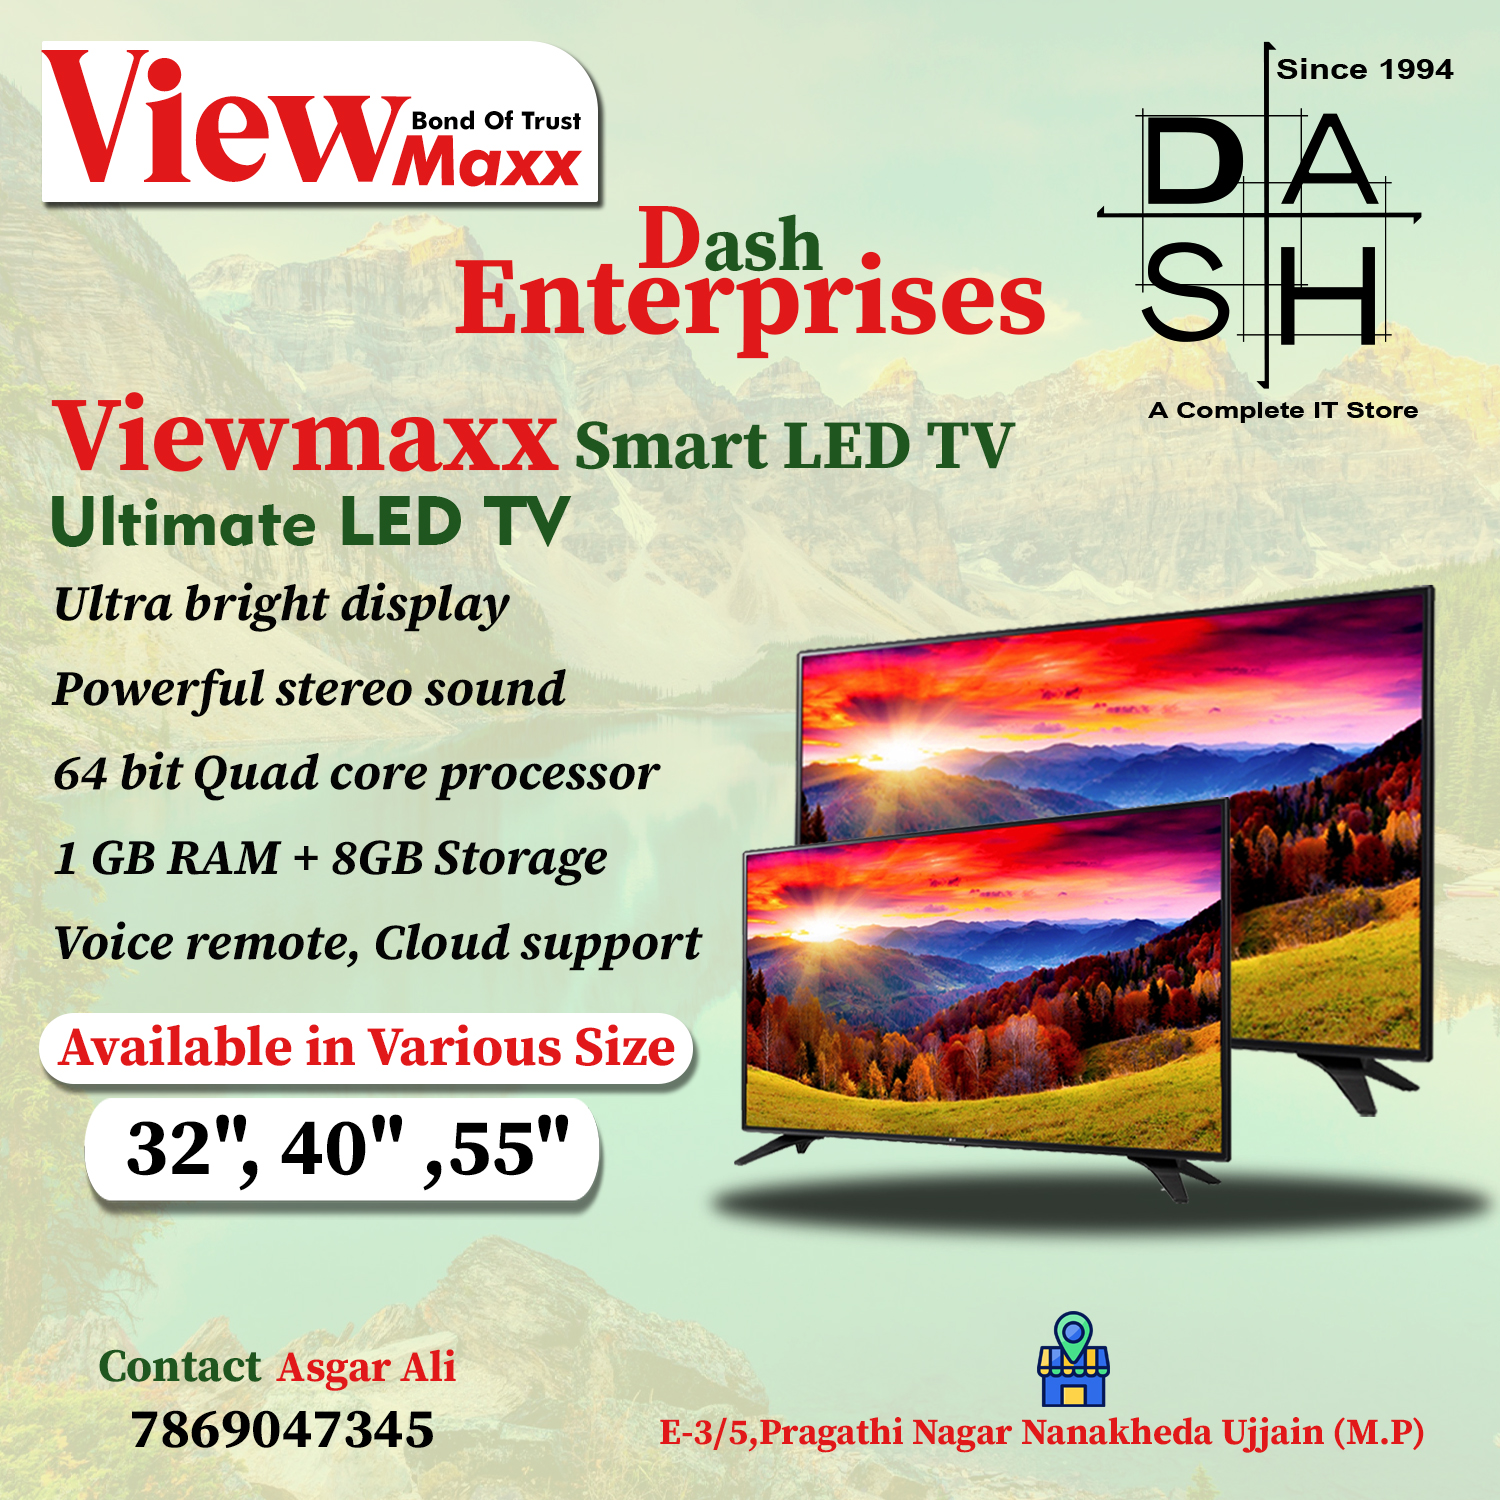 View
Bond Of Trust
Maxx
Since 1994
D A
S H
A Complete IT Store
Dash
Enterprises
Viewmaxx Smart LED TV
Ultimate LED TV
Ultra bright display
Powerful stereo sound
64 bit Quad core processor
1 GB RAM + 8GB Storage
Voice remote, Cloud support
Available in Various Size
32", 40" ,55"
Contact Asgar Ali
7869047345
E-3/5,Pragathi Nagar Nanakheda Ujjain (M.P)